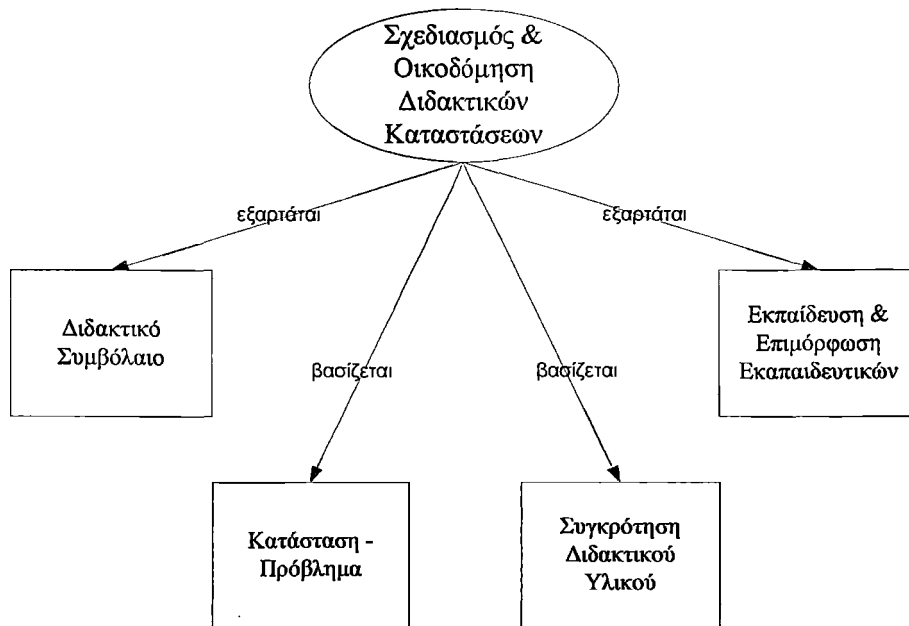 Σχεδιασμός &
Οικοδόμηση
Διδακτικών
Καταστάσεων
εξαρτάται
εξαρτάται
Διδακτικό
Συμβόλαιο
Εκπαίδευση &
Επιμόρφωση
Εκαπαιδευτικών
βασίζεται
βασίζεται
Κατάσταση -
Πρόβλημα
Συγκρότηση
Διδακτικού
Υλικού